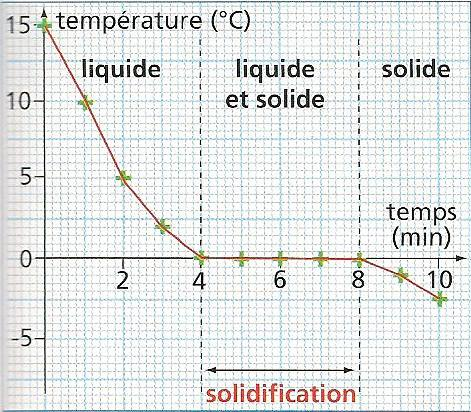 15 température (°C)
liquide
liquide
et solide
solide
10
5
temps
(min)
0
2 4 6 8 10
-5
solidification